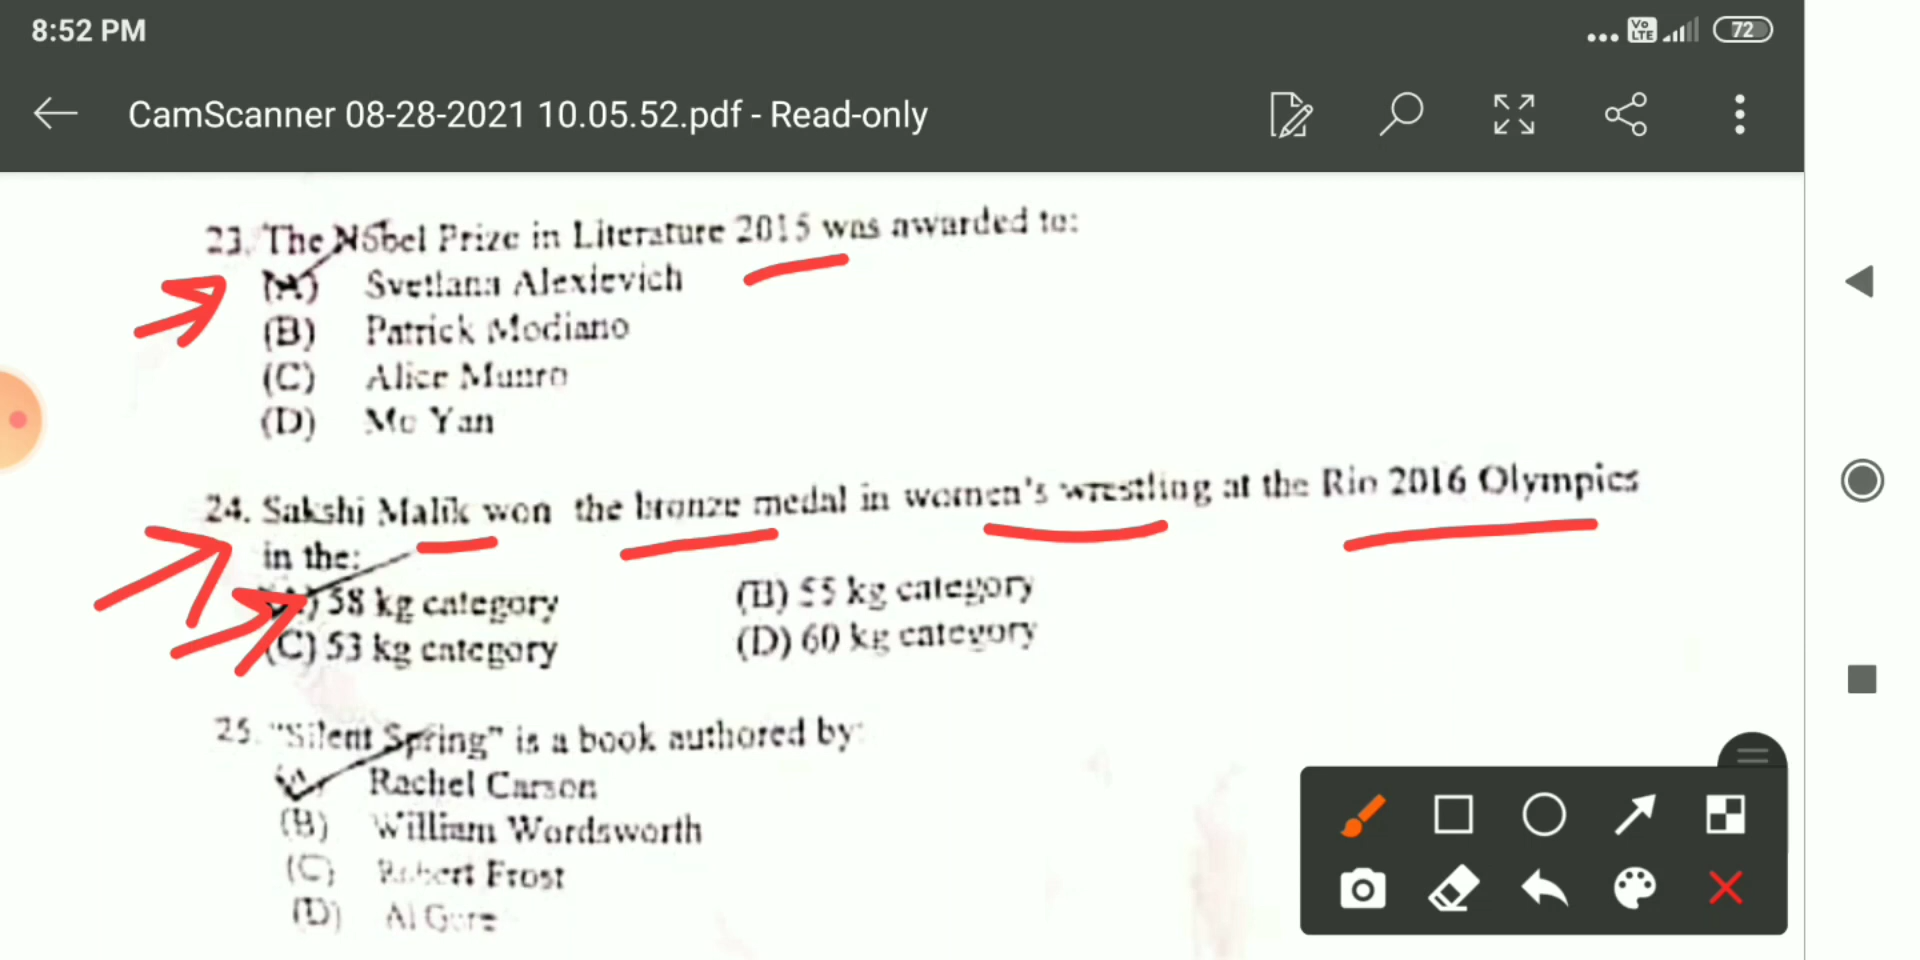 8:52 PM
Vo LTE
72
CamScanner 08-28-2021 10.05.52.pdf - Read-only
23. The Nobel Prize in Literature 2015 was awarded to:
(A) Svetlana Alexievich
(B) Patrick Modiano
(C) Alice Munro
(D) Mo Yan
24. Sakshi Malik won the bronze medal in women's wrestling at the Rio 2016 Olympics
in the:
(A) 58 kg category (B) 55 kg category
(C) 53 kg category (D) 60 kg category
25. "Silent Spring" is a book authored by:
Rachel Carson
(B) William Wordsworth
(C) Robert Frost
(D) Al Gore